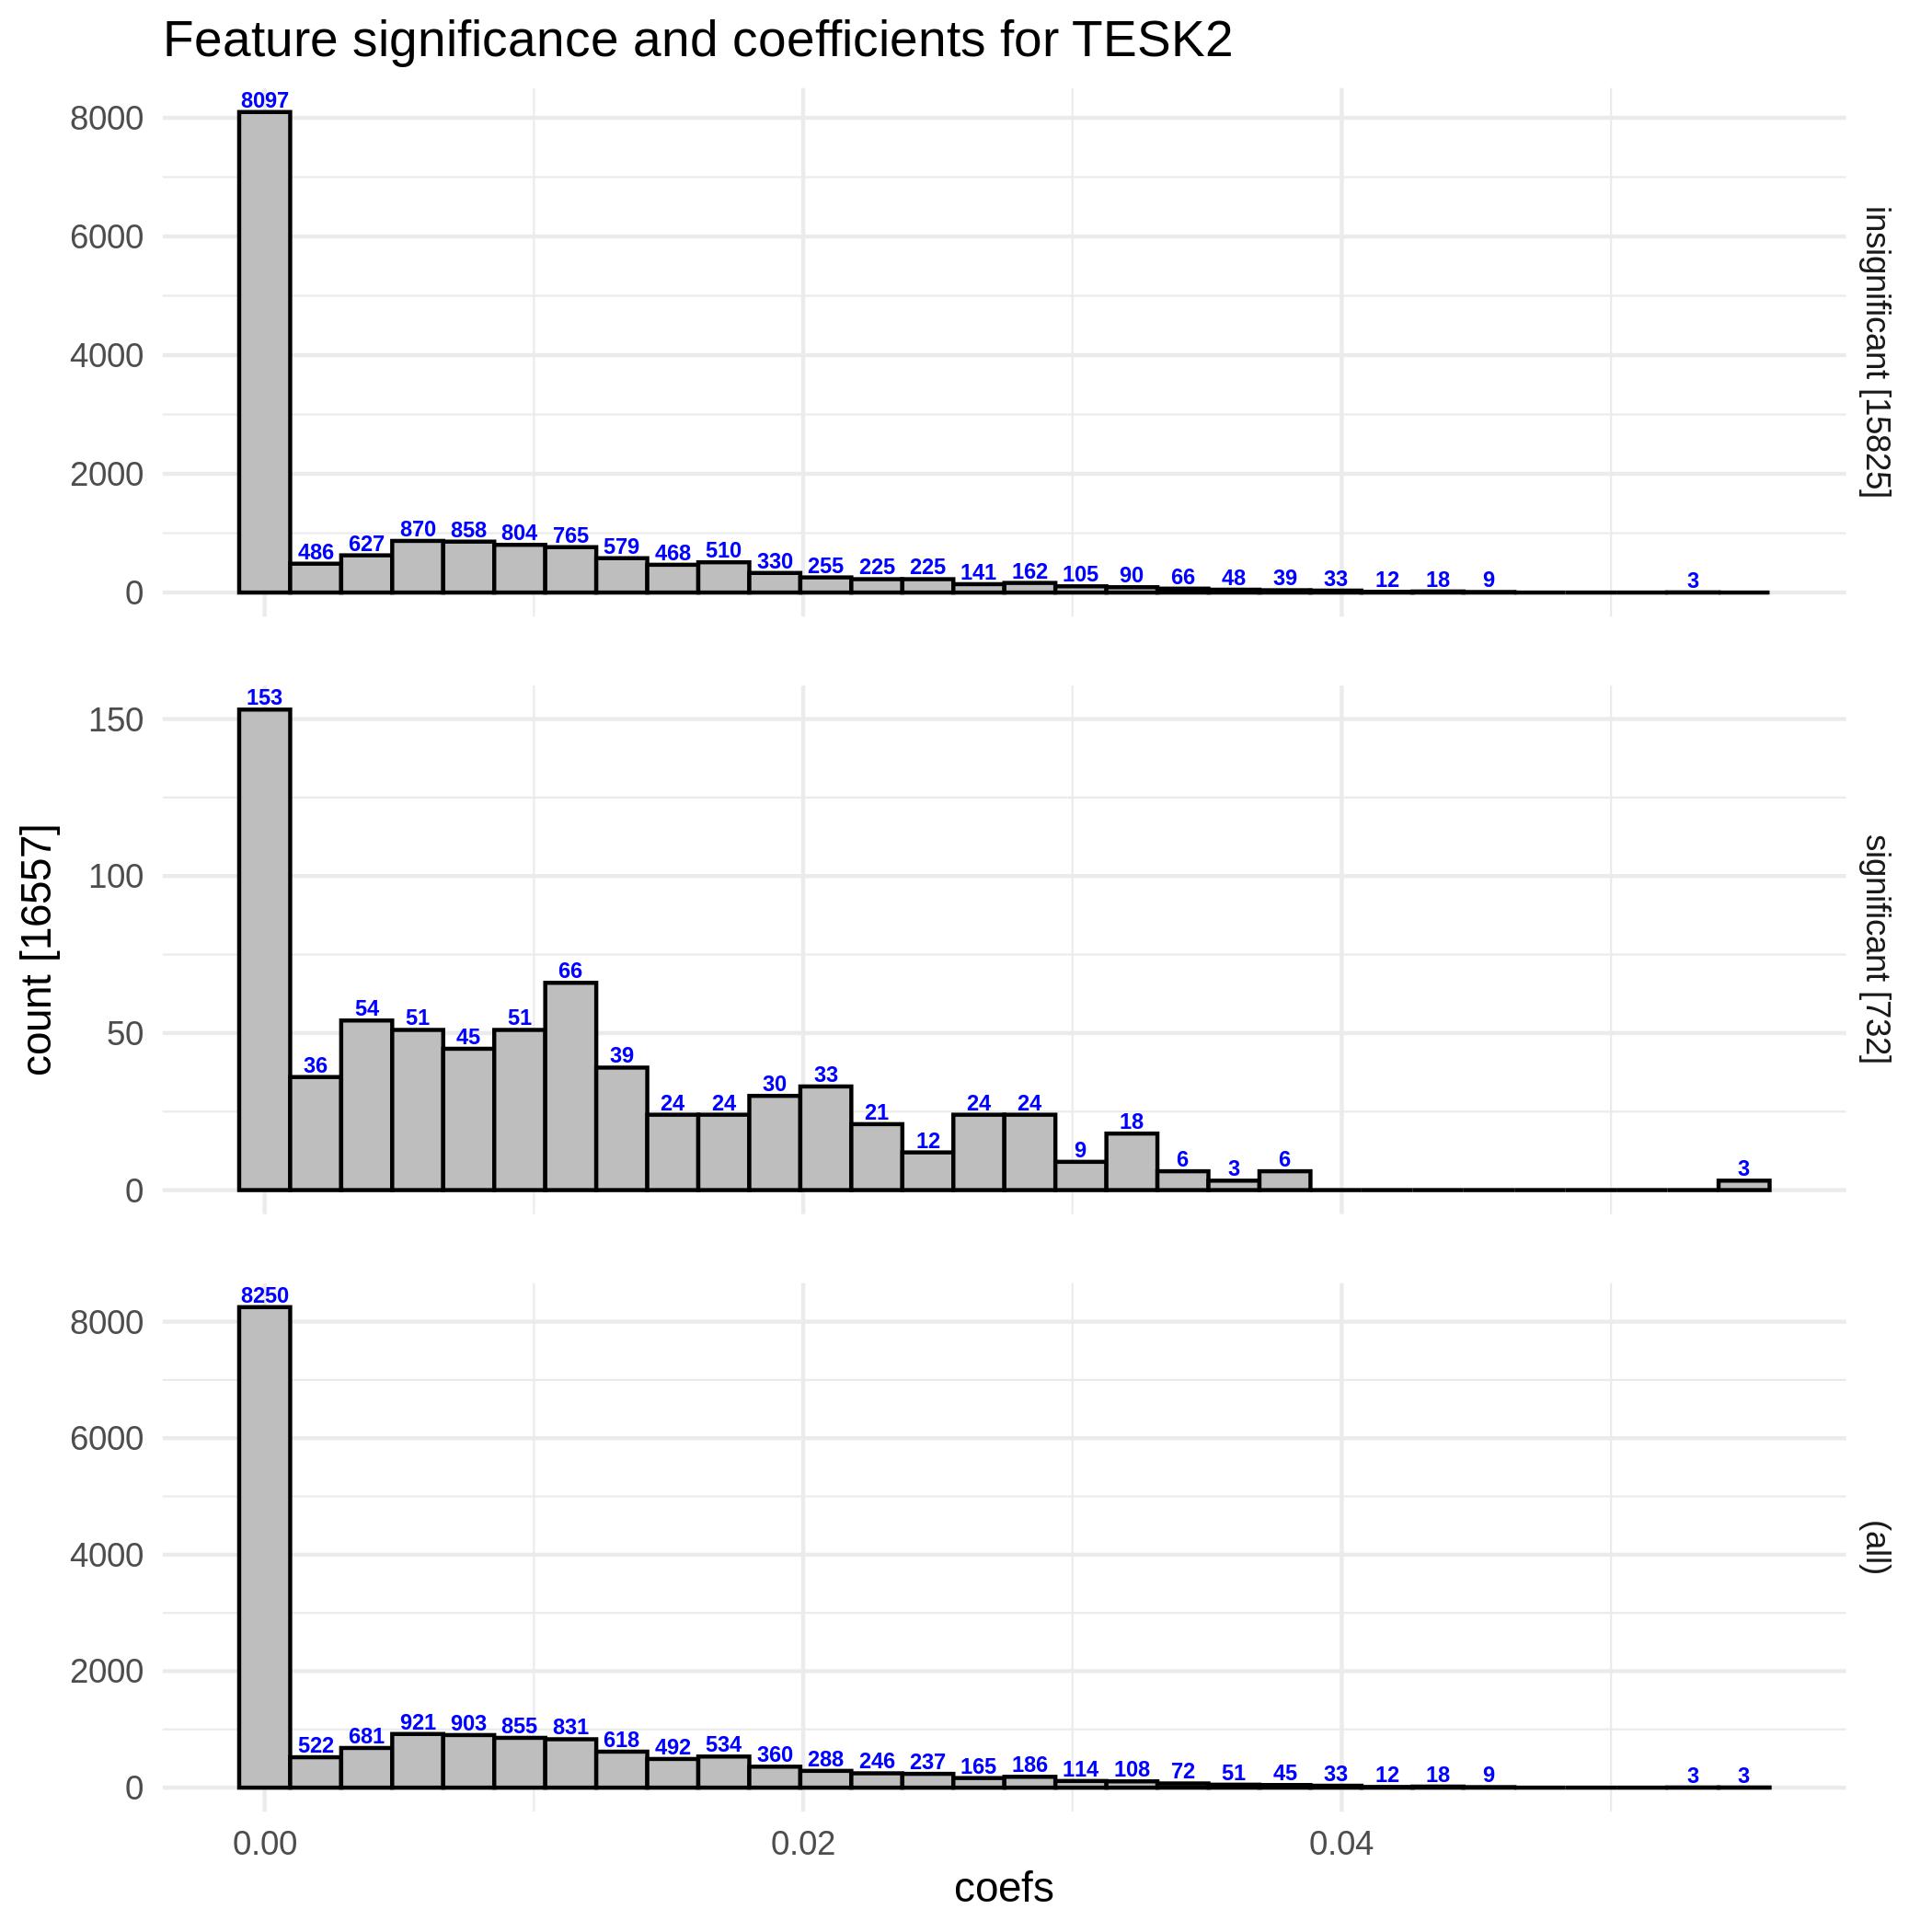 Feature significance and coefficients for TESK2
8097
8000
6000
4000
2000
0
486 627 870 858 804 765 579 468 510 330 255 225 225 141 162 105 90 66 48 39 33 12 18 9 3
insignificant [15825]
153
150
100
50
0
36 54 51 45 51 66 39 24 24 30 33 21 12 24 24 9 18 6 3 6 3
significant [732]
count [16557]
8250
8000
6000
4000
2000
0
522 681 921 903 855 831 618 492 534 360 288 246 237 165 186 114 108 72 51 45 33 12 18 9 3 3
(all)
0.00 0.02 0.04
coefs